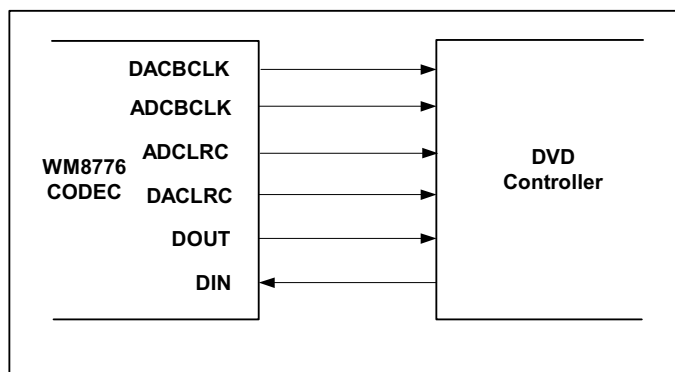 DACBCLK
ADCBCLK
ADCLRC
WM8776
CODEC
DACLRC
DOUT
DIN
DVD
Controller